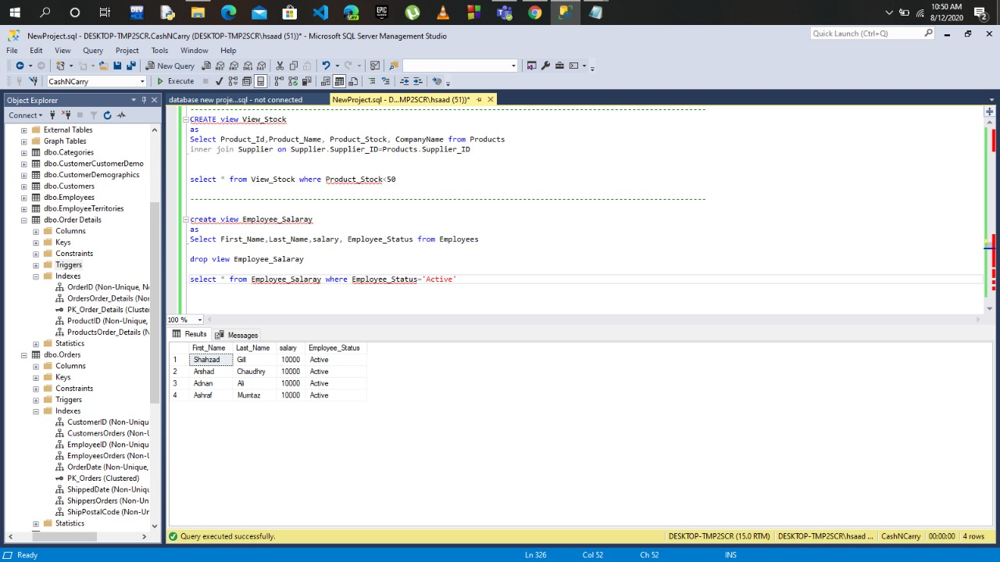 10:50 AM
8/12/2020
2
NewProject.sql - DESKTOP-TMP2SCR.CashNCarry (DESKTOP-TMP2SCR\hsaad (51))* - Microsoft SQL Server Management Studio
Quick Launch (Ctrl+Q)
File Edit View Query Project Tools Window Help
New Query
CashNCarry
Execute
Object Explorer
Connect
External Tables
Graph Tables
dbo.Categories
dbo.CustomerCustomerDemo
dbo.CustomerDemographics
dbo.Customers
dbo.Employees
dbo.EmployeeTerritories
dbo.Order Details
Columns
Keys
Constraints
Triggers
Indexes
OrderID (Non-Unique, N
OrdersOrder_Details (No
PK_Order_Details (Cluste
ProductID (Non-Unique,
ProductsOrder_Details (N
Statistics
dbo.Orders
Columns
Keys
Constraints
Triggers
Indexes
CustomerID (Non-Uniqu
CustomersOrders (Non-U
EmployeeID (Non-Uniqu
EmployeesOrders (Non-U
OrderDate (Non-Unique,
PK_Orders (Clustered)
ShippedDate (Non-Uniqu
ShippersOrders (Non-Un
ShipPostalCode (Non-Ur
Statistics
database new proje...sql - not connected
NewProject.sql - D...MP2SCR\hsaad (51))*
CREATE view View_Stock
as
Select Product_Id,Product_Name, Product_Stock, CompanyName from Products
inner join Supplier on Supplier.Supplier_ID=Products.Supplier_ID
select * from View_Stock where Product_Stock<50
create view Employee_Salaray
as
Select First_Name,Last_Name,salary, Employee_Status from Employees
drop view Employee_Salaray
select * from Employee_Salaray where Employee_Status='Active'
100 %
Results Messages
First_Name Last_Name salary Employee_Status
1 Shahzad Gill 10000 Active
2 Arshad Chaudhry 10000 Active
3 Adnan Ali 10000 Active
4 Ashraf Mumtaz 10000 Active
Query executed successfully.
DESKTOP-TMP2SCR (15.0 RTM) DESKTOP-TMP2SCR\hsaad ... CashNCarry 00:00:00 4 rows
Ready Ln 326 Col 52 Ch 52 INS